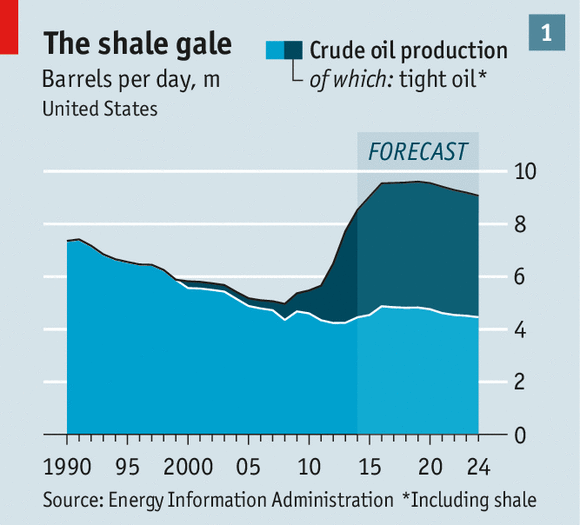 1
The shale gale
Barrels per day, m
United States
Crude oil production
of which: tight oil*
FORECAST
10
8
6
4
2
0
1990 95 2000 05 10 15 20 24
Source: Energy Information Administration *Including shale